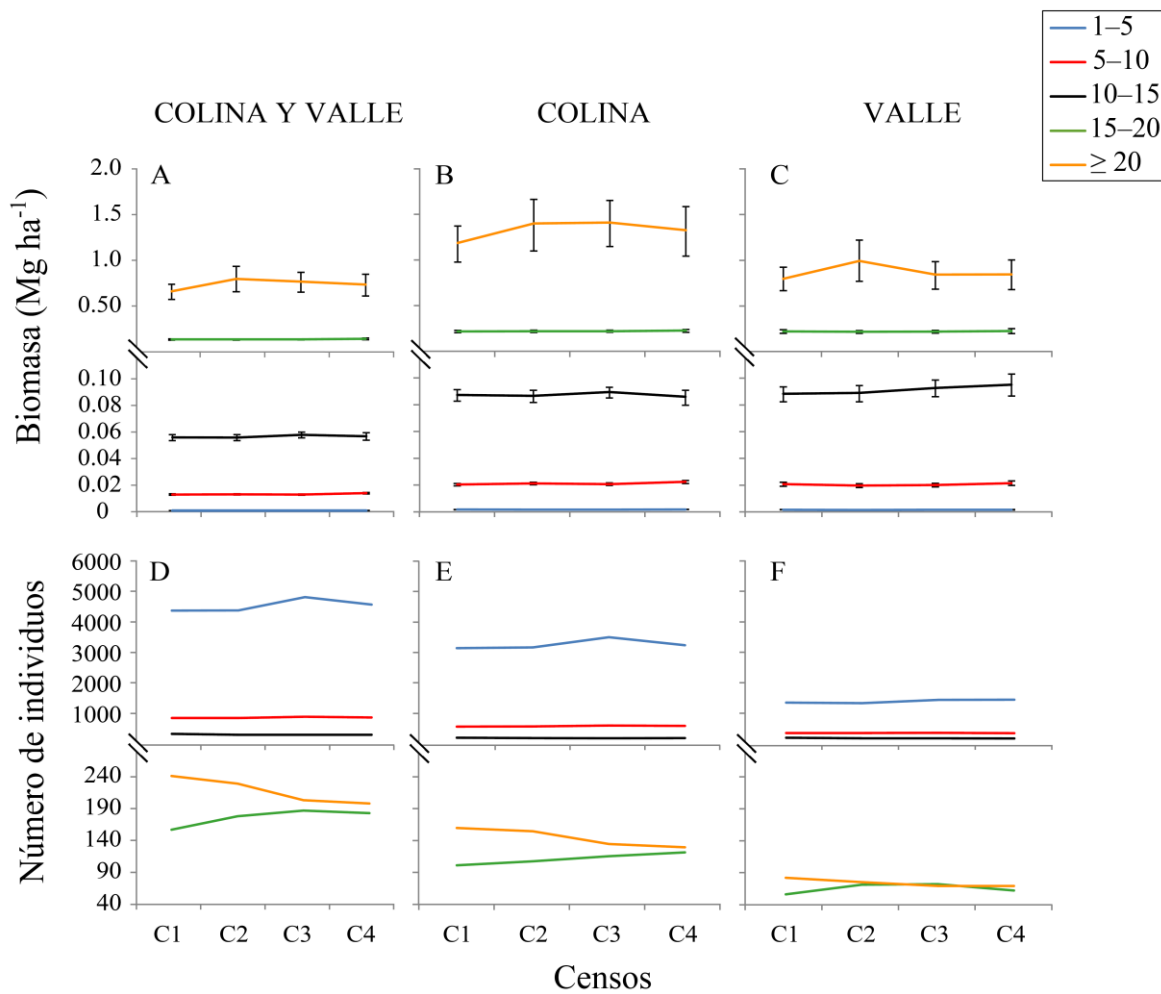 1–5
5–10
10–15
15–20
≥ 20
COLINA Y VALLE
COLINA
VALLE
A
B
C
2.0
1.5
1.0
0.50
0.10
0.08
0.06
0.04
0.02
0
Biomasa (Mg ha⁻¹)
D
E
F
6000
5000
4000
3000
2000
1000
240
190
140
90
40
Número de individuos
C1 C2 C3 C4
C1 C2 C3 C4
C1 C2 C3 C4
Censos